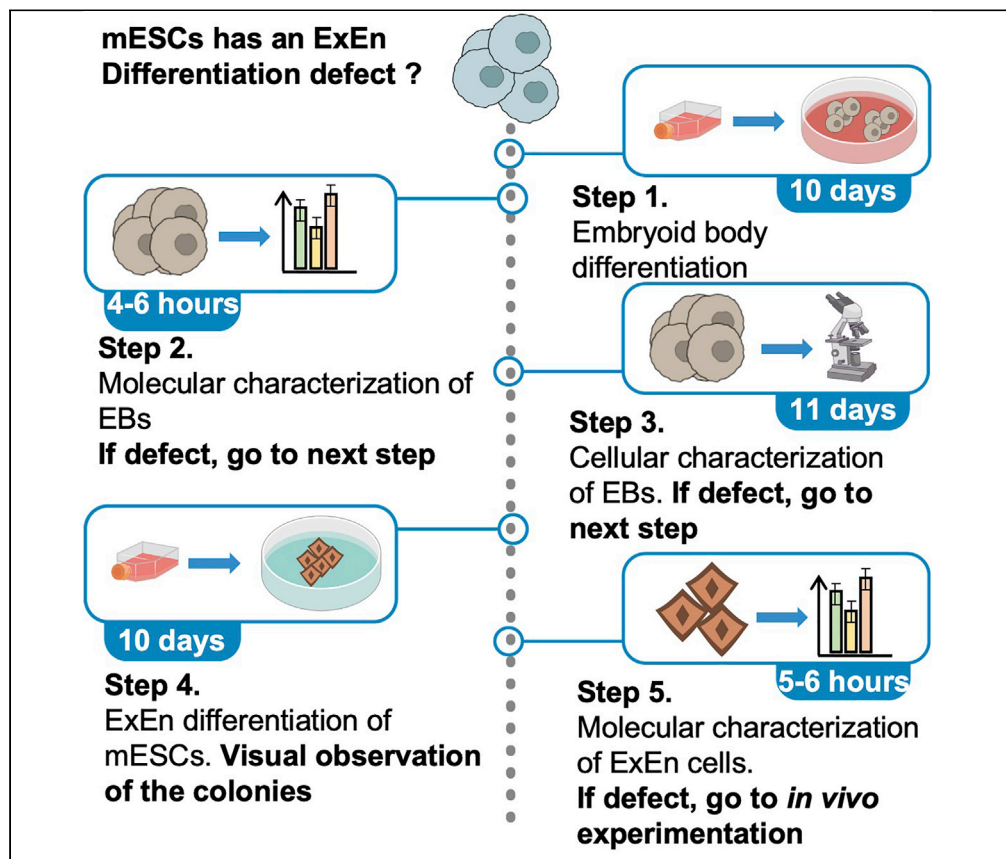 mESCs has an ExEn
Differentiation defect ?
10 days
Step 1.
Embryoid body
differentiation
4-6 hours
Step 2.
Molecular characterization of
EBs
If defect, go to next step
11 days
Step 3.
Cellular characterization
of EBs. If defect, go to
next step
10 days
Step 4.
ExEn differentiation of
mESCs. Visual observation
of the colonies
5-6 hours
Step 5.
Molecular characterization
of ExEn cells.
If defect, go to in vivo
experimentation